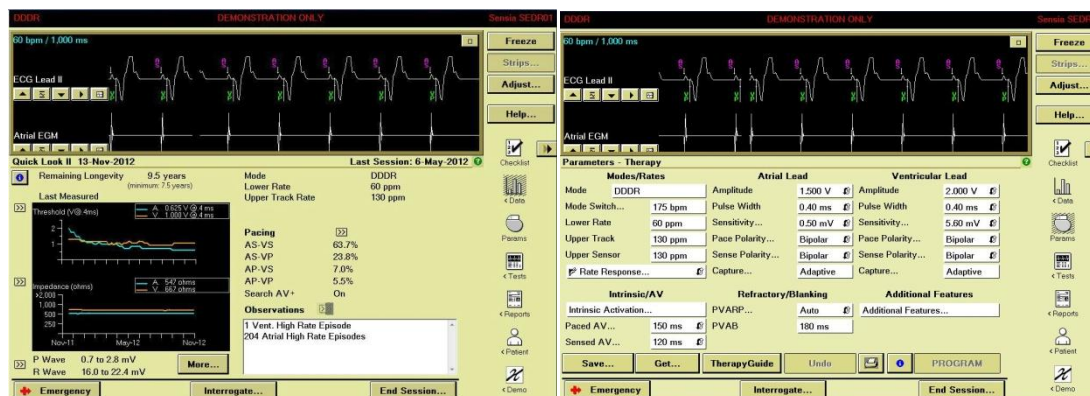 DDDR DEMONSTRATION ONLY Sensia SEDR01
60 bpm / 1,000 ms
ECG Lead II
Atrial EGM
Freeze
Strips...
Adjust...
Help...
Checklist
< Data
Params
< Tests
< Reports
< Patient
< Demo
Quick Look II 13-Nov-2012 Last Session: 6-May-2012
Remaining Longevity 9.5 years
(minimum: 7.5 years)
Last Measured
Threshold (V@.4ms)
A. 0.625 V @.4 ms
V. 1.000 V @.4 ms
2
1
Impedance (ohms)
A. 547 ohms
V. 667 ohms
>2,000
1,000
500
250
Nov-11 May-12 Nov-12
P Wave 0.7 to 2.8 mV
R Wave 16.0 to 22.4 mV
More...
Mode DDDR
Lower Rate 60 ppm
Upper Track Rate 130 ppm
Pacing >>
AS-VS 63.7%
AS-VP 23.8%
AP-VS 7.0%
AP-VP 5.5%
Search AV+ On
Observations
1 Vent. High Rate Episode
204 Atrial High Rate Episodes
Emergency Interrogate... End Session...
DDDR DEMONSTRATION ONLY Sensia SEDR01
60 bpm / 1,000 ms
ECG Lead II
Atrial EGM
Freeze
Strips...
Adjust...
Help...
Checklist
< Data
Params
< Tests
< Reports
< Patient
< Demo
Parameters - Therapy
Modes/Rates Atrial Lead Ventricular Lead
Mode DDDR Amplitude 1.500 V Amplitude 2.000 V
Mode Switch... 175 bpm Pulse Width 0.40 ms Pulse Width 0.40 ms
Lower Rate 60 ppm Sensitivity... 0.50 mV Sensitivity... 5.60 mV
Upper Track 130 ppm Pace Polarity... Bipolar Pace Polarity... Bipolar
Upper Sensor 130 ppm Sense Polarity... Bipolar Sense Polarity... Bipolar
Rate Response... Capture... Adaptive Capture... Adaptive
Intrinsic/AV Refractory/Blanking Additional Features
Intrinsic Activation... PVARP... Auto Additional Features...
Paced AV... 150 ms PVAB 180 ms
Sensed AV... 120 ms
Save... Get... TherapyGuide Undo PROGRAM
Emergency Interrogate... End Session...